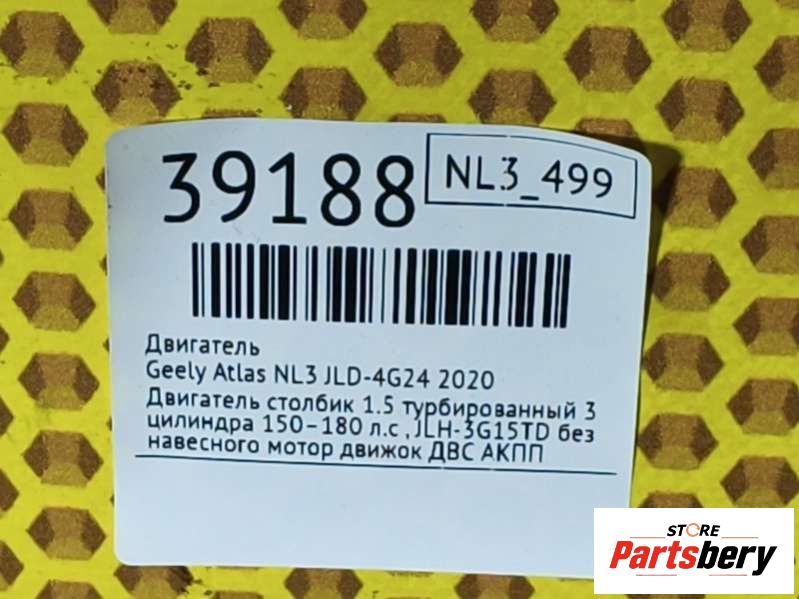 39188
NL3_499
Двигатель
Geely Atlas NL3 JLD-4G24 2020
Двигатель столбик 1.5 турбированный 3
цилиндра 150-180 л.с , JLH-3G15TD без
навесного мотор движок ДВС АКПП
STORE
Partsbery